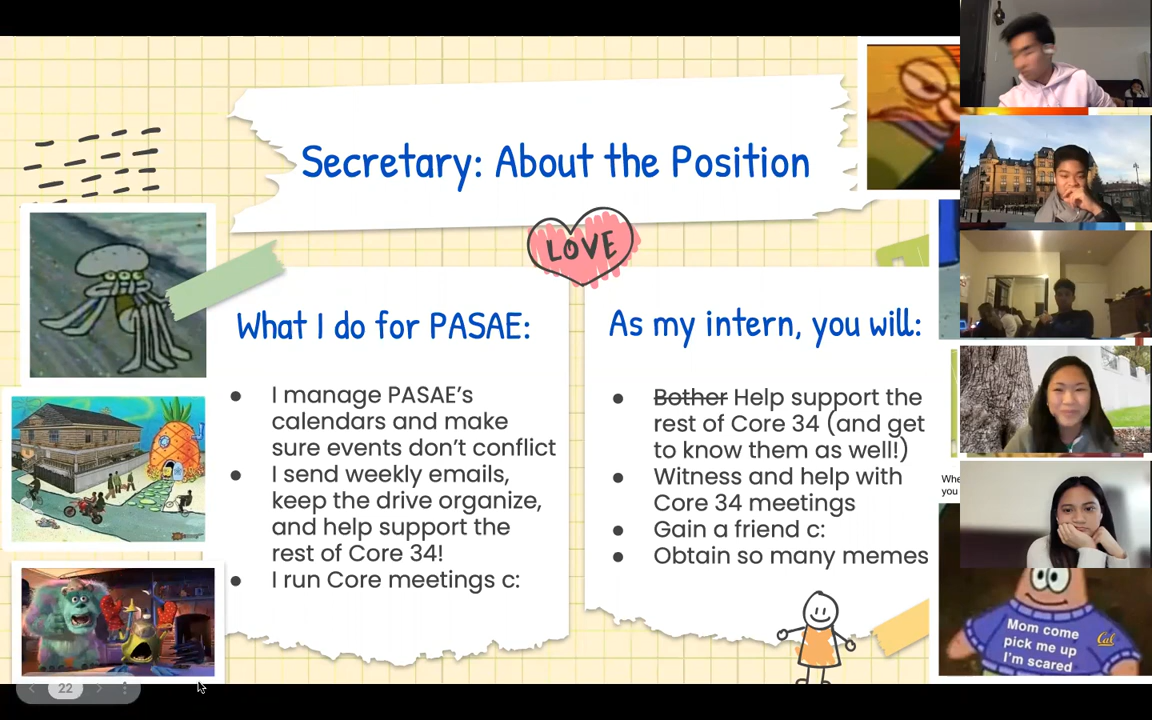 Secretary: About the Position
LOVE
What I do for PASAE:
● I manage PASAE’s
calendars and make
sure events don’t conflict
● I send weekly emails,
keep the drive organize,
and help support the
rest of Core 34!
● I run Core meetings c:
As my intern, you will:
● Bother Help support the
rest of Core 34 (and get
to know them as well!)
● Witness and help with
Core 34 meetings
● Gain a friend c:
● Obtain so many memes
you
Mom come
pick me up
I'm scared
Cal
22